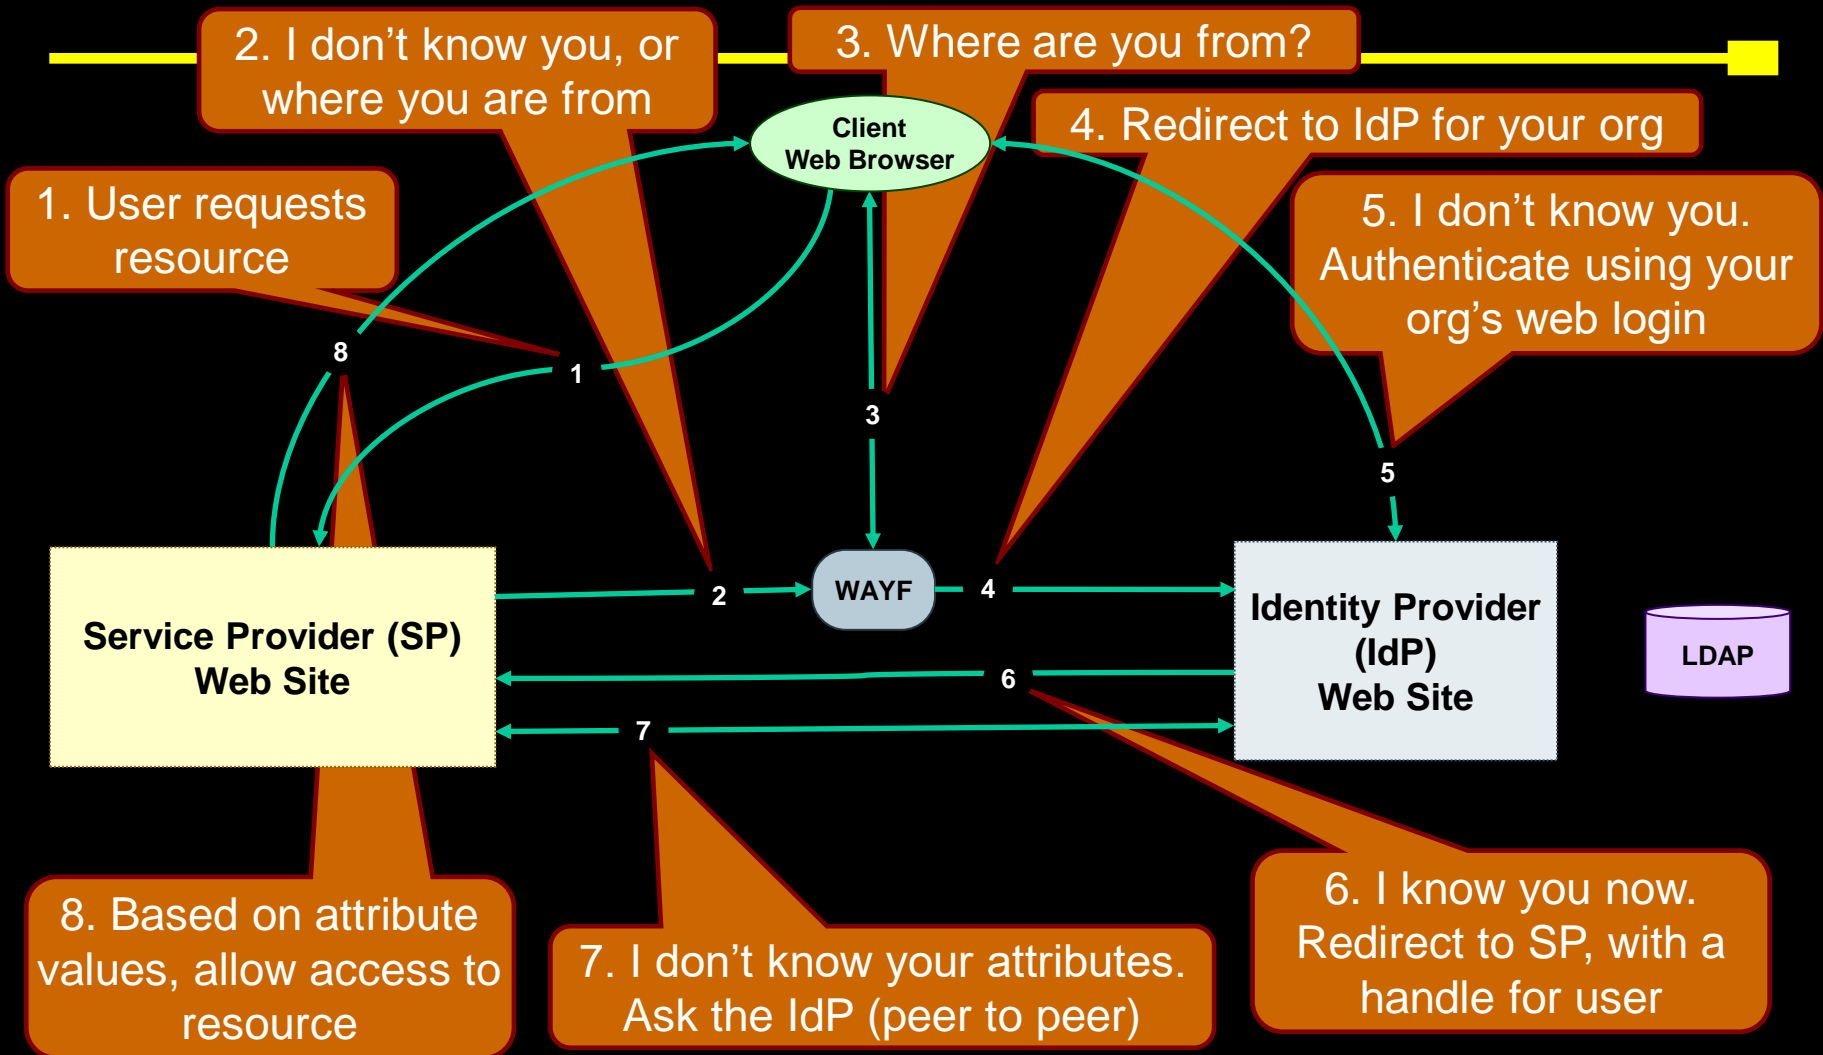 2. I don't know you, or
where you are from
3. Where are you from?
4. Redirect to IdP for your org
1. User requests
resource
5. I don't know you.
Authenticate using your
org's web login
Client
Web Browser
8
1
3
5
2
WAYF
4
Service Provider (SP)
Web Site
Identity Provider
(IdP)
Web Site
LDAP
6
7
8. Based on attribute
values, allow access to
resource
7. I don't know your attributes.
Ask the IdP (peer to peer)
6. I know you now.
Redirect to SP, with a
handle for user